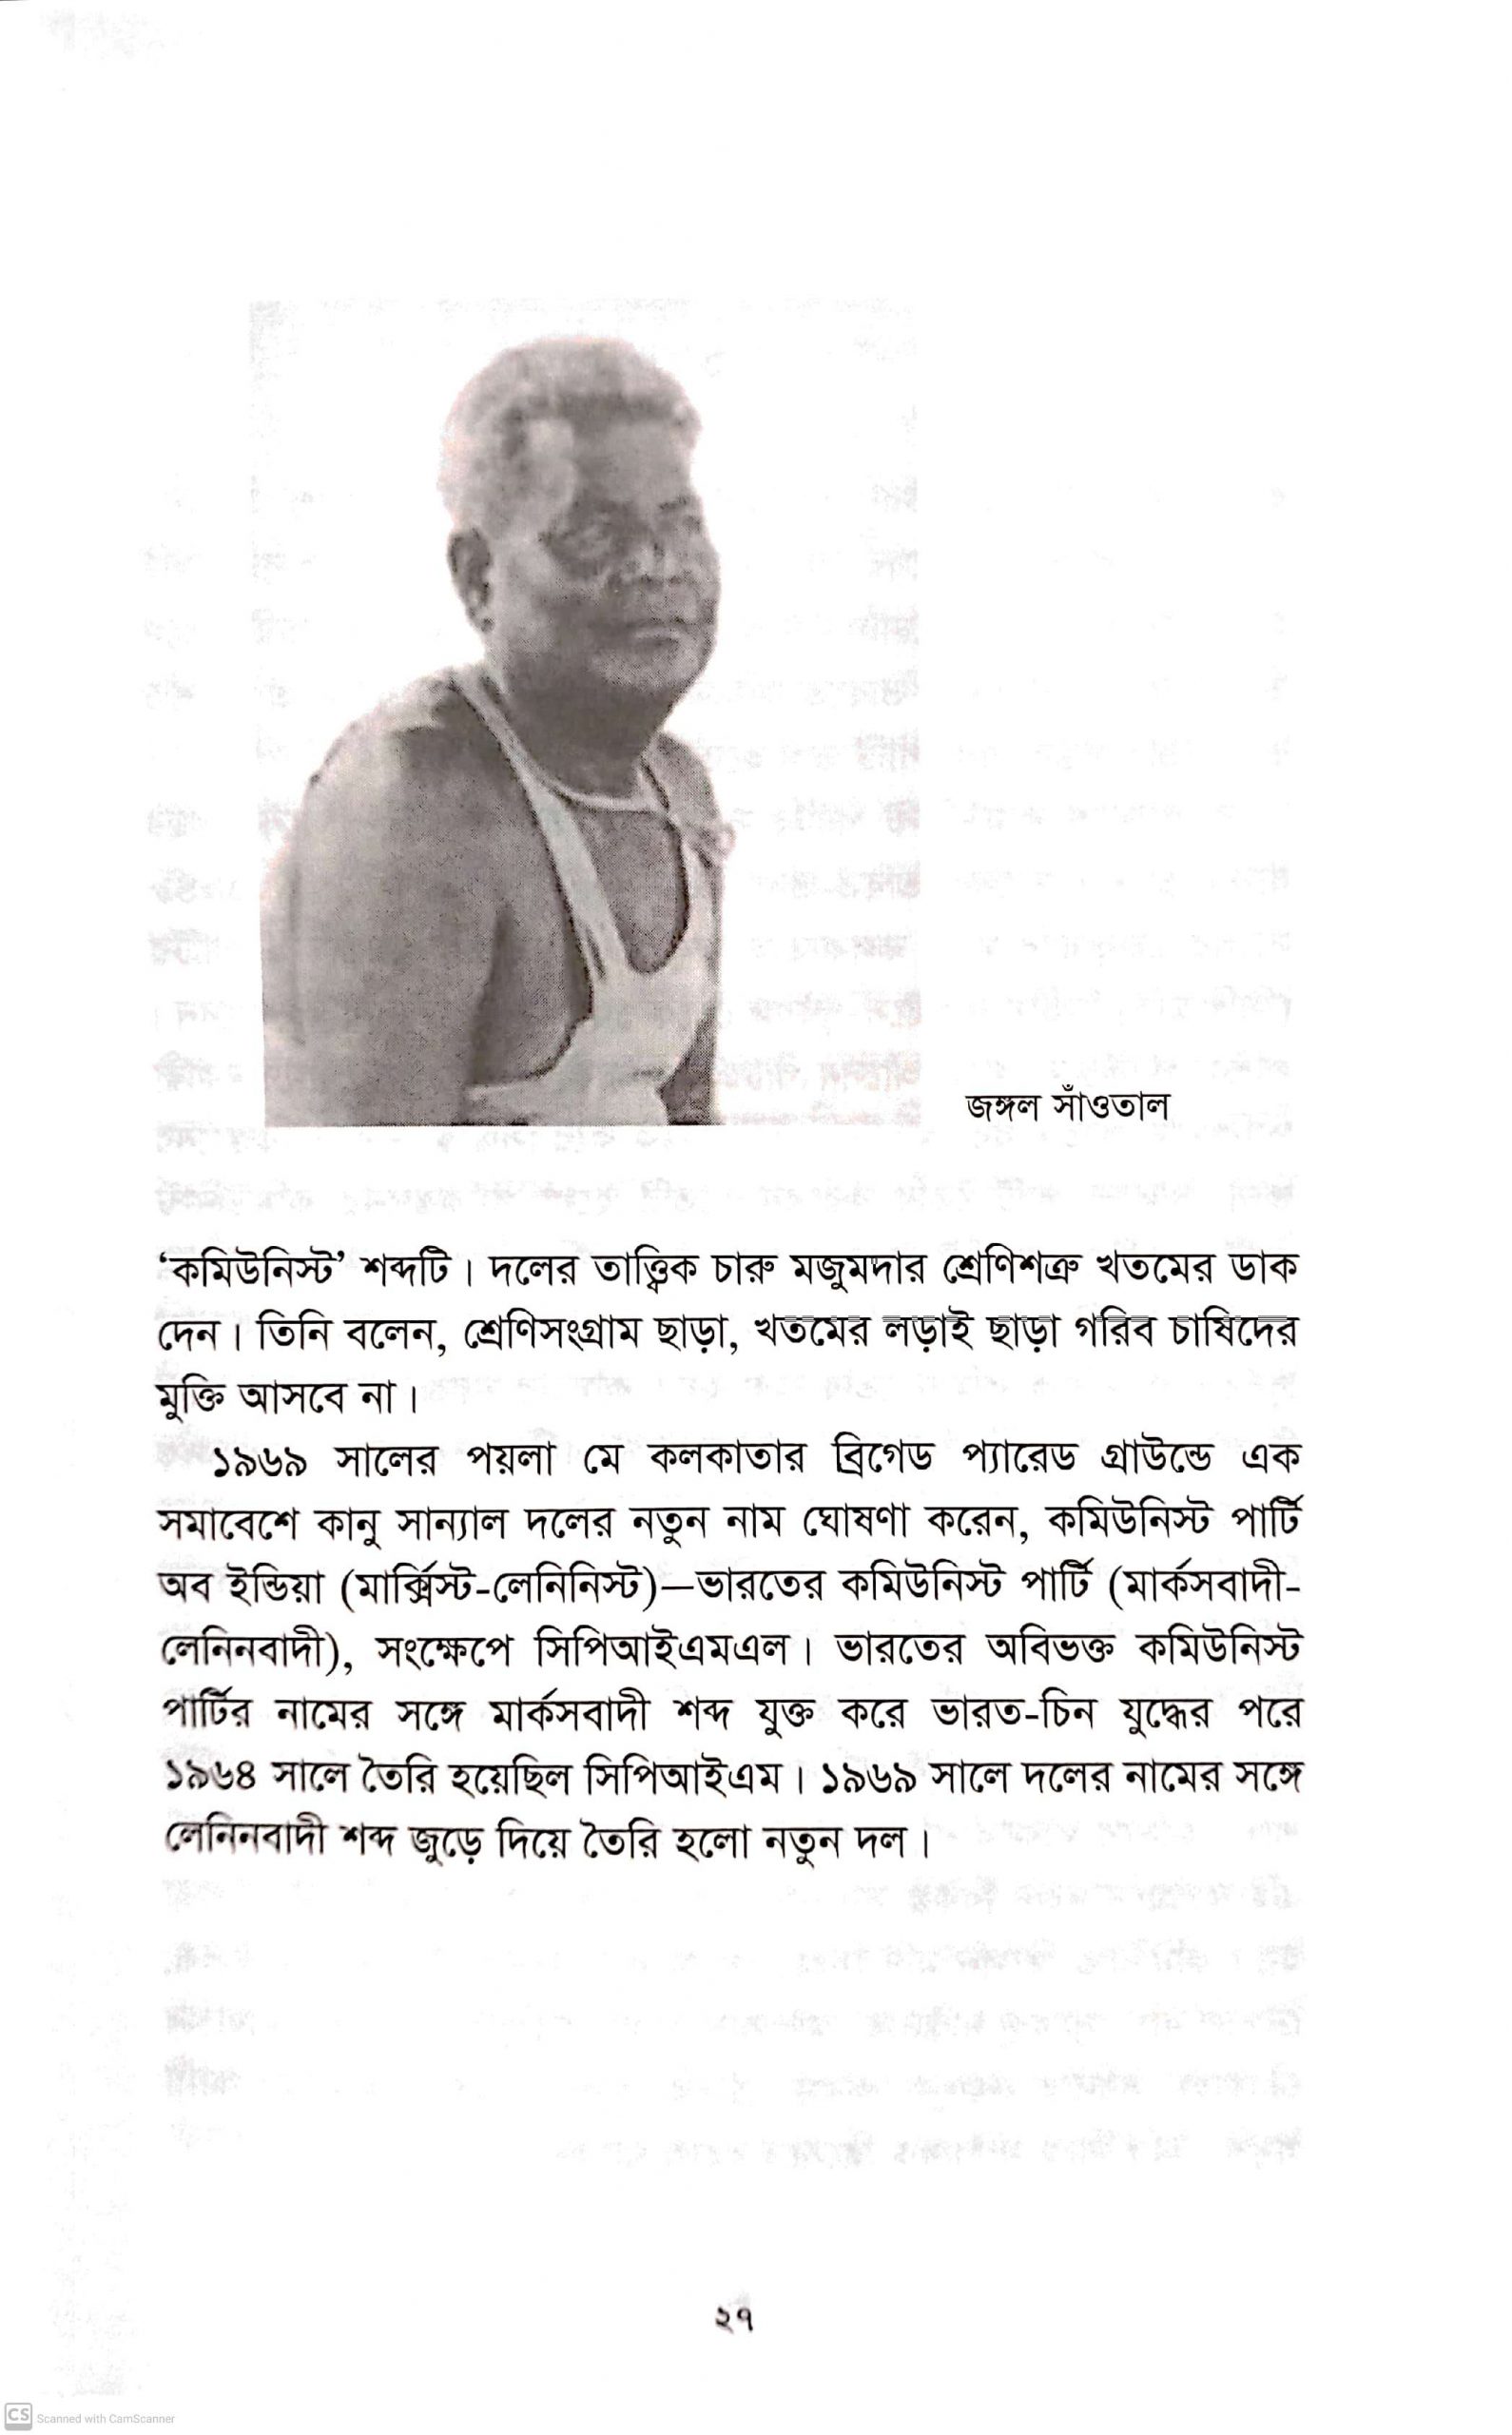 জঙ্গল সাঁওতাল
‘কমিউনিস্ট’ শব্দটি। দলের তাত্ত্বিক চারু মজুমদার শ্রেণিশত্রু খতমের ডাক
দেন। তিনি বলেন, শ্রেণিসংগ্রাম ছাড়া, খতমের লড়াই ছাড়া গরিব চাষিদের
মুক্তি আসবে না।
১৯৬৯ সালের পয়লা মে কলকাতার ব্রিগেড প্যারেড গ্রাউন্ডে এক
সমাবেশে কানু সান্যাল দলের নতুন নাম ঘোষণা করেন, কমিউনিস্ট পার্টি
অব ইন্ডিয়া (মার্ক্সিস্ট-লেনিনিস্ট)—ভারতের কমিউনিস্ট পার্টি (মার্কসবাদী-
লেনিনবাদী), সংক্ষেপে সিপিআইএমএল। ভারতের অবিভক্ত কমিউনিস্ট
পার্টির নামের সঙ্গে মার্কসবাদী শব্দ যুক্ত করে ভারত-চিন যুদ্ধের পরে
১৯৬৪ সালে তৈরি হয়েছিল সিপিআইএম। ১৯৬৯ সালে দলের নামের সঙ্গে
লেনিনবাদী শব্দ জুড়ে দিয়ে তৈরি হলো নতুন দল।
২৭
CS Scanned with CamScanner